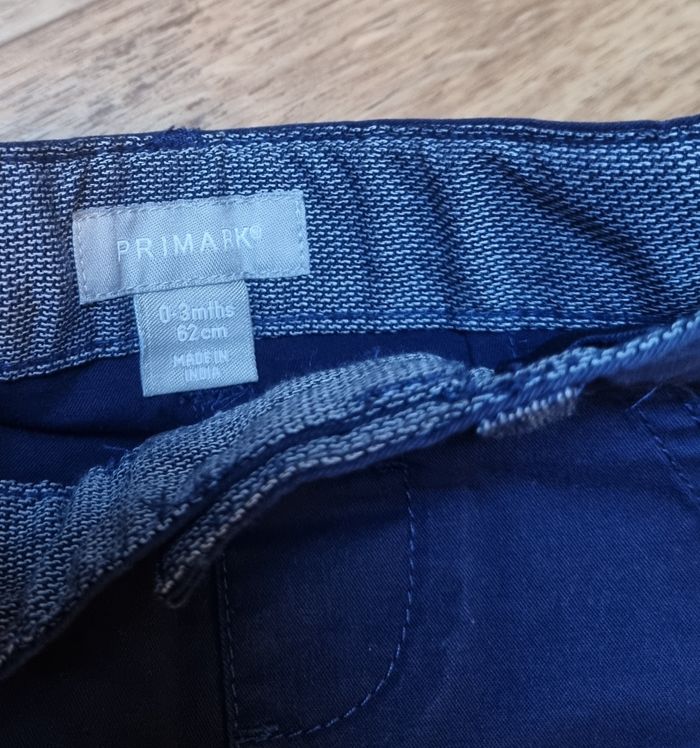 PRIMARK®
0-3mths
62cm
MADE IN
INDIA